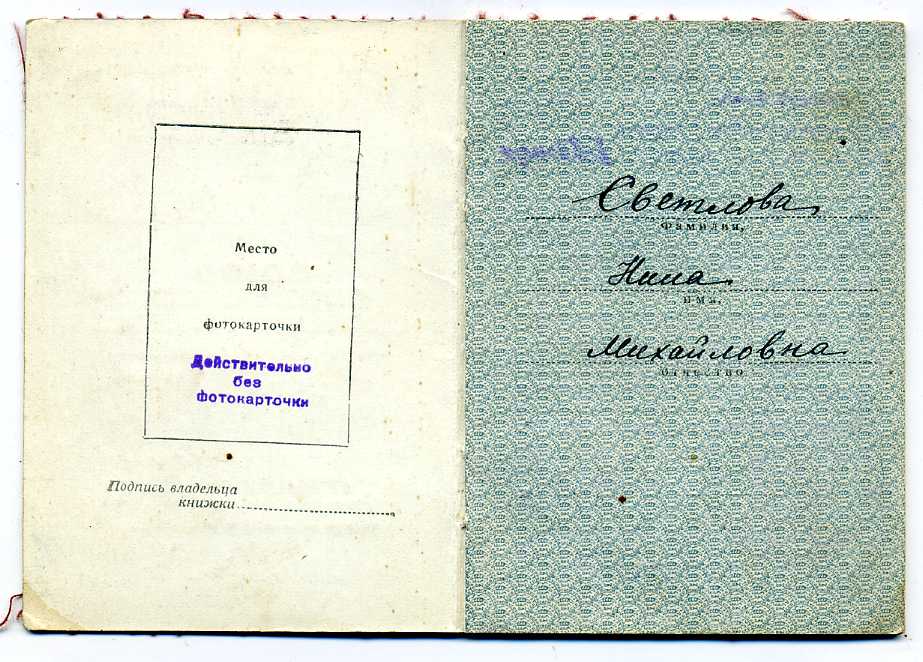 Место
для
фотокарточки
Действительно
без
фотокарточки
Подпись владельца
книжки
Светлова
фамилия,
Нина
имя,
Михайловна
отчество